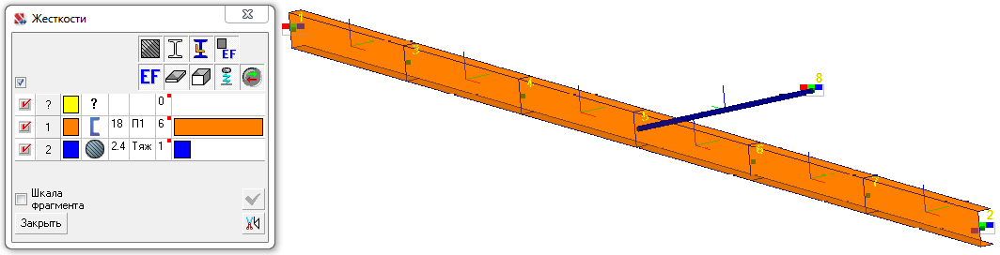 Жесткости
EF
EF
? ? 0
1 18 П1 6
2 2.4 Тяж 1
Шкала
фрагмента
Закрыть
1
3
4
5
6
7
2
8